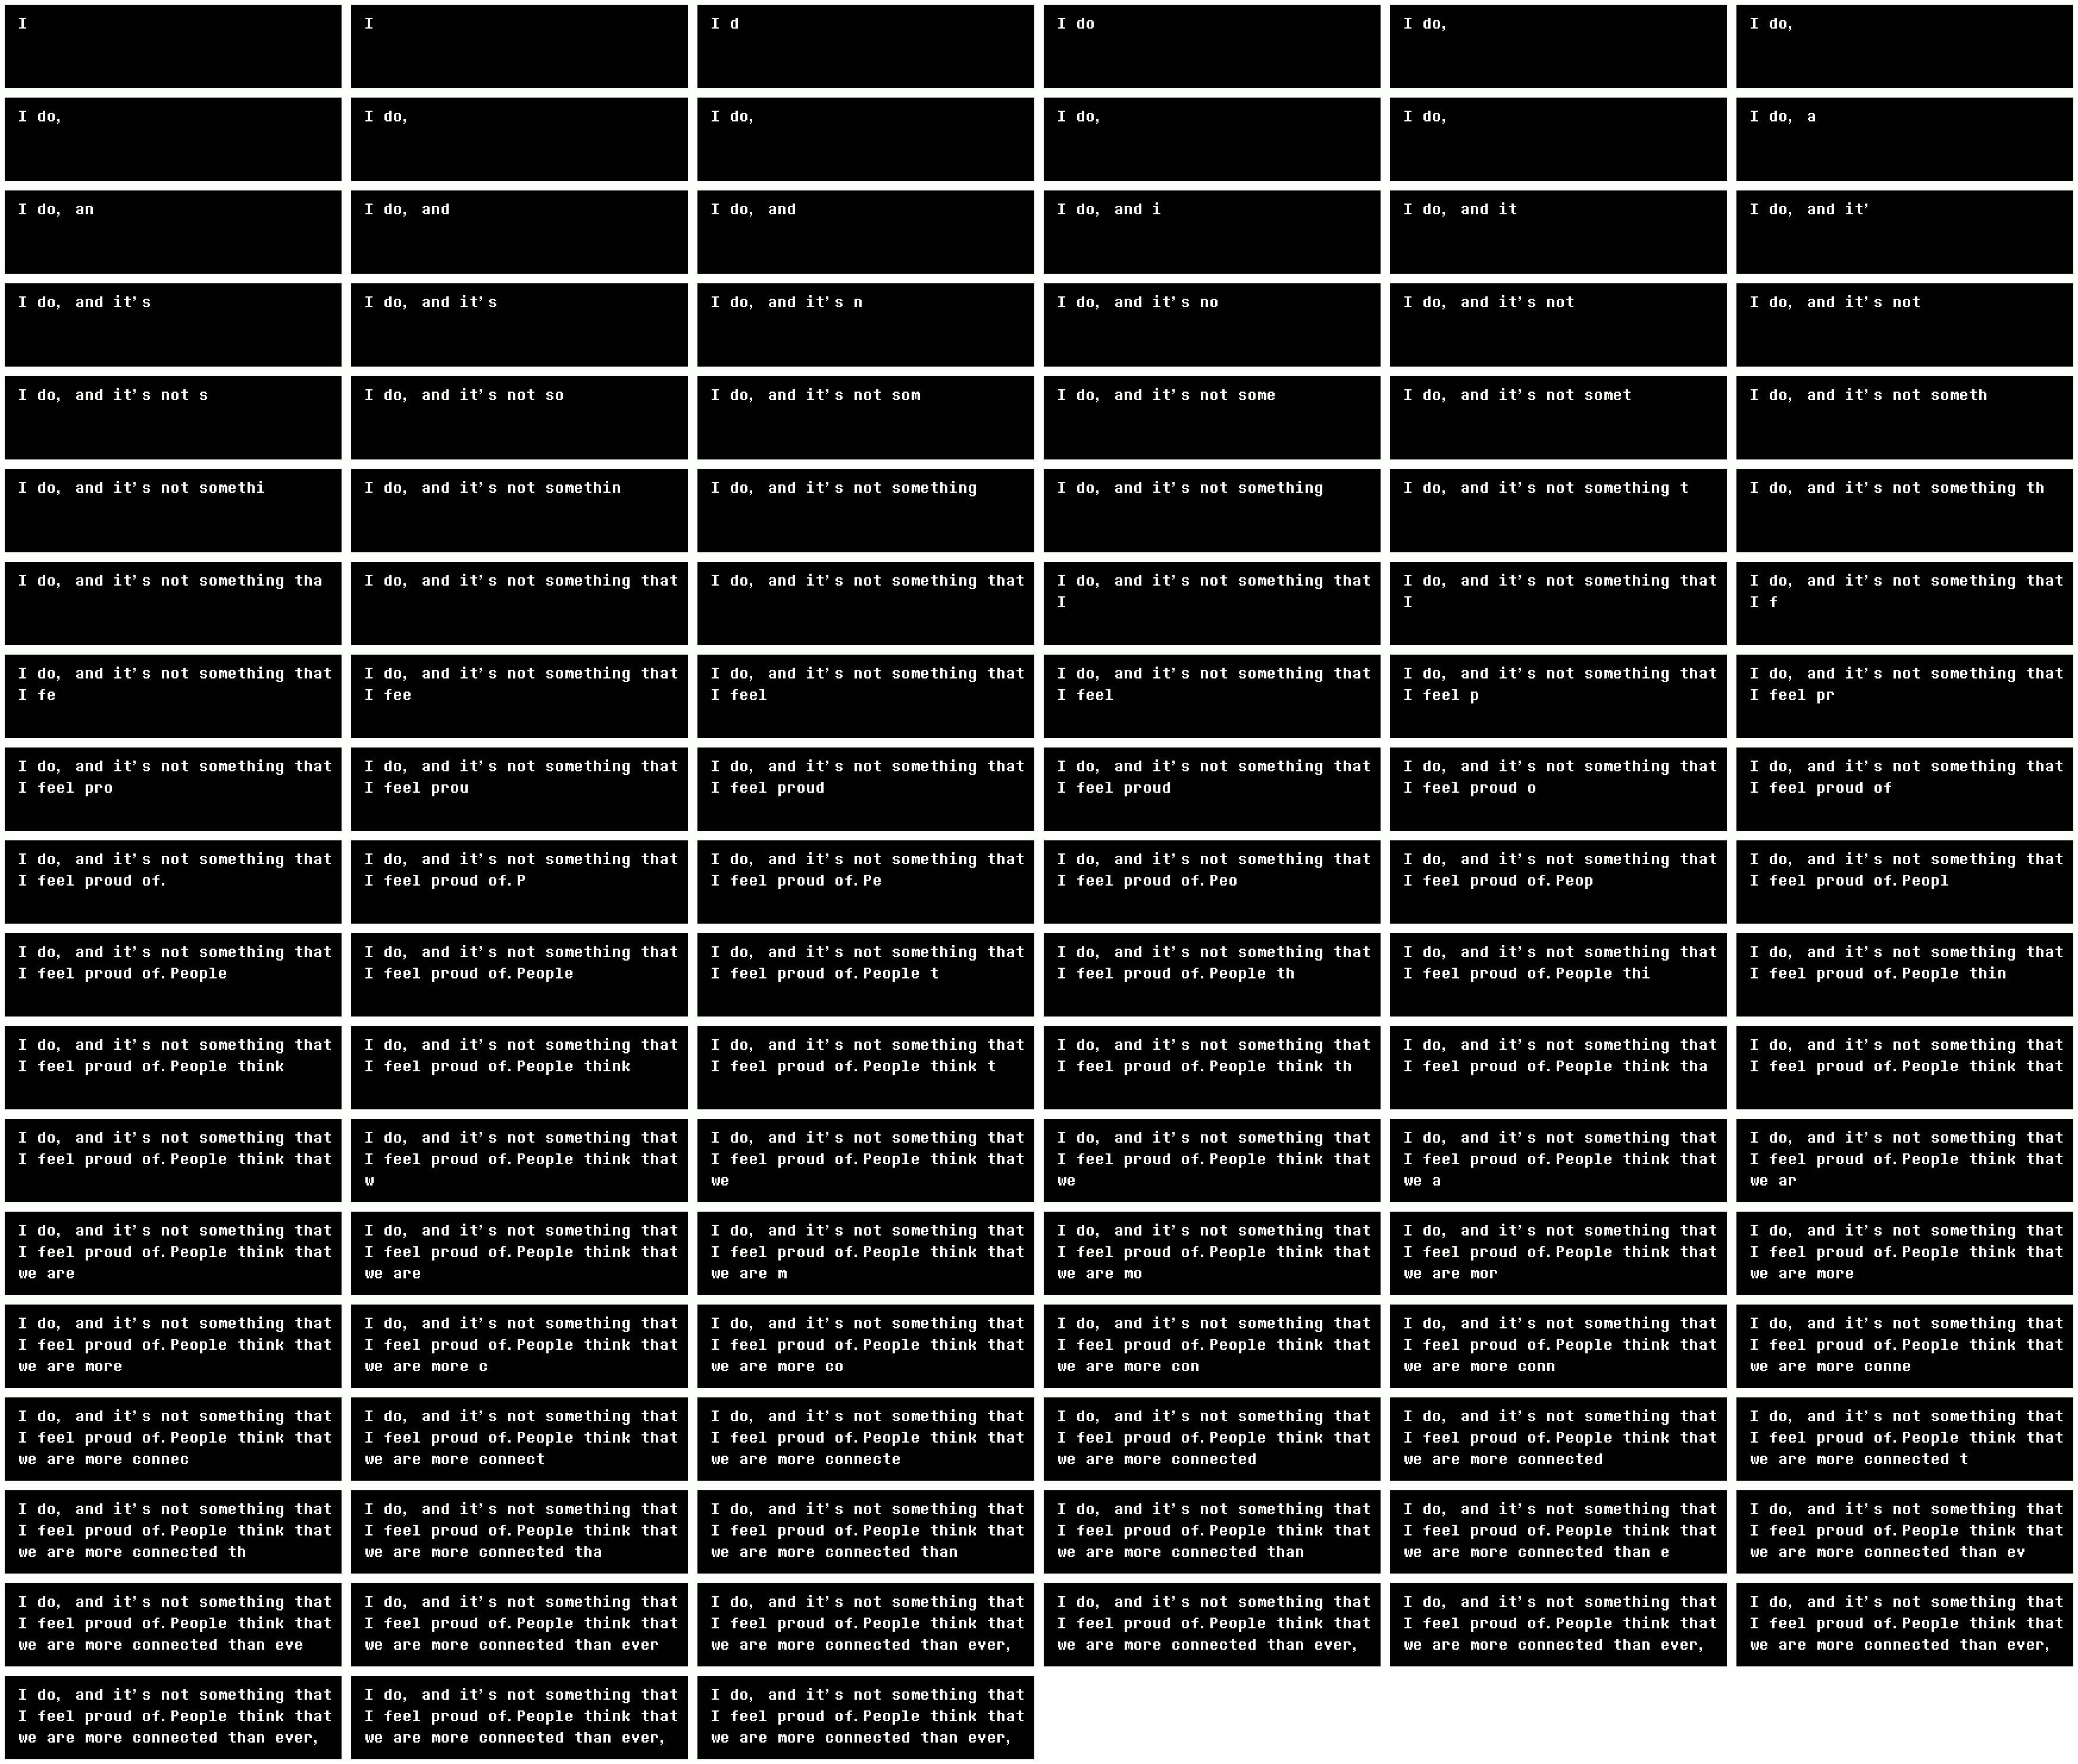 I
I
I d
I do
I do,
I do,
I do,
I do,
I do,
I do,
I do,
I do, a
I do, an
I do, and
I do, and
I do, and i
I do, and it
I do, and it’
I do, and it’s
I do, and it’s
I do, and it’s n
I do, and it’s no
I do, and it’s not
I do, and it’s not
I do, and it’s not s
I do, and it’s not so
I do, and it’s not som
I do, and it’s not some
I do, and it’s not somet
I do, and it’s not someth
I do, and it’s not somethi
I do, and it’s not somethin
I do, and it’s not something
I do, and it’s not something
I do, and it’s not something t
I do, and it’s not something th
I do, and it’s not something tha
I do, and it’s not something that
I do, and it’s not something that
I do, and it’s not something that
I
I do, and it’s not something that
I
I do, and it’s not something that
I f
I do, and it’s not something that
I fe
I do, and it’s not something that
I fee
I do, and it’s not something that
I feel
I do, and it’s not something that
I feel
I do, and it’s not something that
I feel p
I do, and it’s not something that
I feel pr
I do, and it’s not something that
I feel pro
I do, and it’s not something that
I feel prou
I do, and it’s not something that
I feel proud
I do, and it’s not something that
I feel proud
I do, and it’s not something that
I feel proud o
I do, and it’s not something that
I feel proud of
I do, and it’s not something that
I feel proud of.
I do, and it’s not something that
I feel proud of.P
I do, and it’s not something that
I feel proud of.Pe
I do, and it’s not something that
I feel proud of.Peo
I do, and it’s not something that
I feel proud of.Peop
I do, and it’s not something that
I feel proud of.Peopl
I do, and it’s not something that
I feel proud of.People
I do, and it’s not something that
I feel proud of.People
I do, and it’s not something that
I feel proud of.People t
I do, and it’s not something that
I feel proud of.People th
I do, and it’s not something that
I feel proud of.People thi
I do, and it’s not something that
I feel proud of.People thin
I do, and it’s not something that
I feel proud of.People think
I do, and it’s not something that
I feel proud of.People think
I do, and it’s not something that
I feel proud of.People think t
I do, and it’s not something that
I feel proud of.People think th
I do, and it’s not something that
I feel proud of.People think tha
I do, and it’s not something that
I feel proud of.People think that
I do, and it’s not something that
I feel proud of.People think that
I do, and it’s not something that
I feel proud of.People think that
w
I do, and it’s not something that
I feel proud of.People think that
we
I do, and it’s not something that
I feel proud of.People think that
we
I do, and it’s not something that
I feel proud of.People think that
we a
I do, and it’s not something that
I feel proud of.People think that
we ar
I do, and it’s not something that
I feel proud of.People think that
we are
I do, and it’s not something that
I feel proud of.People think that
we are
I do, and it’s not something that
I feel proud of.People think that
we are m
I do, and it’s not something that
I feel proud of.People think that
we are mo
I do, and it’s not something that
I feel proud of.People think that
we are mor
I do, and it’s not something that
I feel proud of.People think that
we are more
I do, and it’s not something that
I feel proud of.People think that
we are more
I do, and it’s not something that
I feel proud of.People think that
we are more c
I do, and it’s not something that
I feel proud of.People think that
we are more co
I do, and it’s not something that
I feel proud of.People think that
we are more con
I do, and it’s not something that
I feel proud of.People think that
we are more conn
I do, and it’s not something that
I feel proud of.People think that
we are more conne
I do, and it’s not something that
I feel proud of.People think that
we are more connec
I do, and it’s not something that
I feel proud of.People think that
we are more connect
I do, and it’s not something that
I feel proud of.People think that
we are more connecte
I do, and it’s not something that
I feel proud of.People think that
we are more connected
I do, and it’s not something that
I feel proud of.People think that
we are more connected
I do, and it’s not something that
I feel proud of.People think that
we are more connected t
I do, and it’s not something that
I feel proud of.People think that
we are more connected th
I do, and it’s not something that
I feel proud of.People think that
we are more connected tha
I do, and it’s not something that
I feel proud of.People think that
we are more connected than
I do, and it’s not something that
I feel proud of.People think that
we are more connected than
I do, and it’s not something that
I feel proud of.People think that
we are more connected than e
I do, and it’s not something that
I feel proud of.People think that
we are more connected than ev
I do, and it’s not something that
I feel proud of.People think that
we are more connected than eve
I do, and it’s not something that
I feel proud of.People think that
we are more connected than ever
I do, and it’s not something that
I feel proud of.People think that
we are more connected than ever,
I do, and it’s not something that
I feel proud of.People think that
we are more connected than ever,
I do, and it’s not something that
I feel proud of.People think that
we are more connected than ever,
I do, and it’s not something that
I feel proud of.People think that
we are more connected than ever,
I do, and it’s not something that
I feel proud of.People think that
we are more connected than ever,
I do, and it’s not something that
I feel proud of.People think that
we are more connected than ever,
I do, and it’s not something that
I feel proud of.People think that
we are more connected than ever,